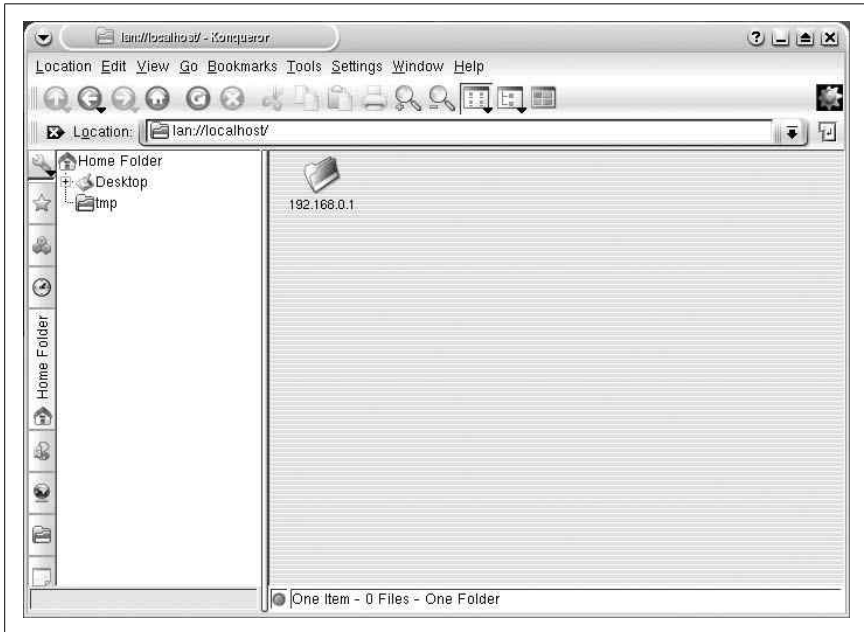 lan://localhost/ - Konqueror
Location Edit View Go Bookmarks Tools Settings Window Help
Location: lan://localhost/
Home Folder
Desktop
tmp
192.168.0.1
Home Folder
One Item - 0 Files - One Folder